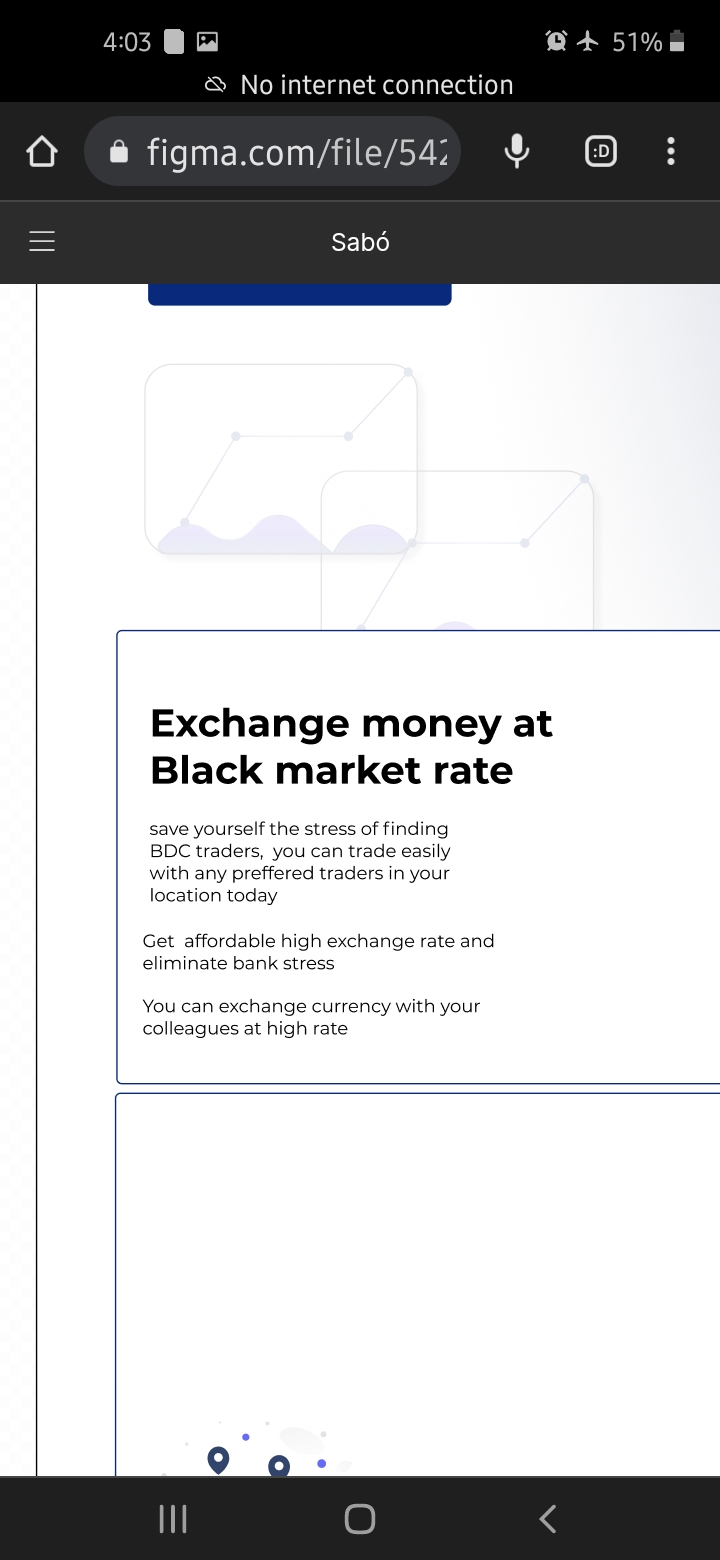 4:03
51%
No internet connection
figma.com/file/542
:D
Sabó
Exchange money at
Black market rate
save yourself the stress of finding
BDC traders,  you can trade easily
with any preffered traders in your
location today
Get  affordable high exchange rate and
eliminate bank stress
You can exchange currency with your
colleagues at high rate